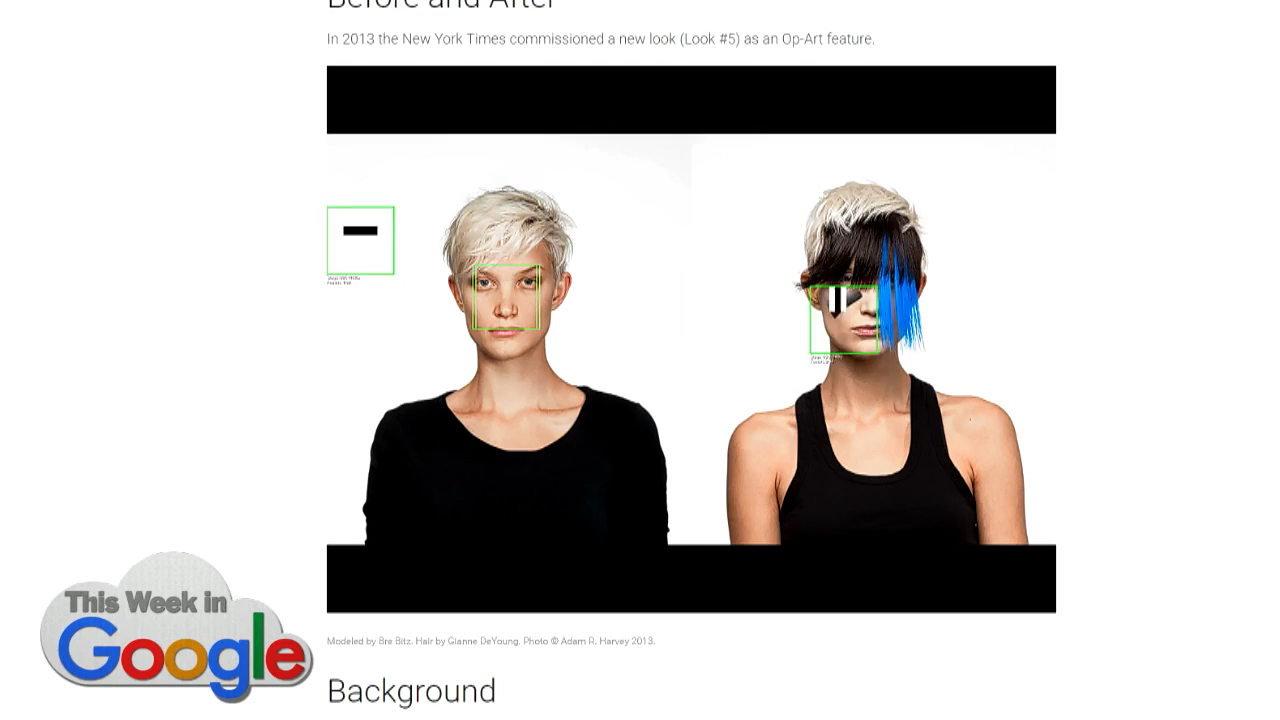 Before and After
In 2013 the New York Times commissioned a new look (Look #5) as an Op-Art feature.
Modeled by Bre Bitz. Hair by Gianne DeYoung. Photo © Adam R. Harvey 2013.
This Week in
Google
Background